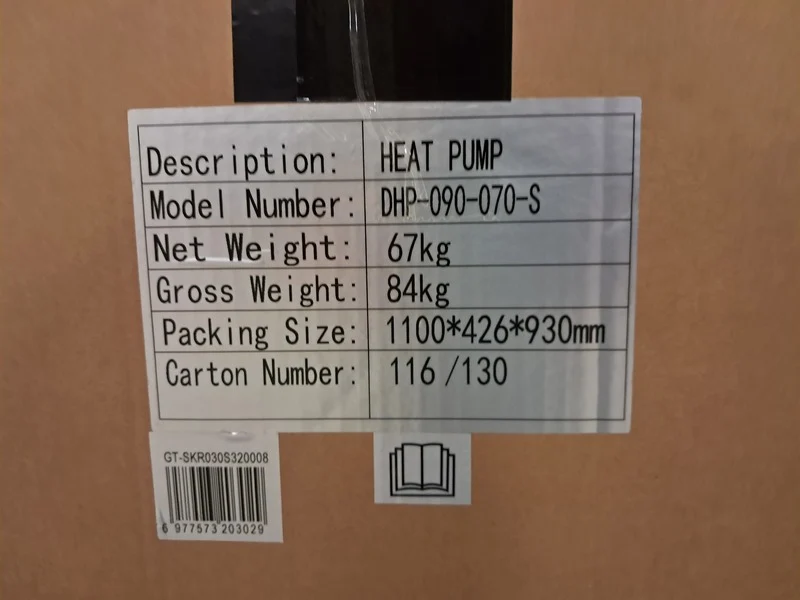 Description: HEAT PUMP
Model Number: DHP-090-070-S
Net Weight: 67kg
Gross Weight: 84kg
Packing Size: 1100*426*930mm
Carton Number: 116 /130
GT-SKR030S320008
6 977573 203029